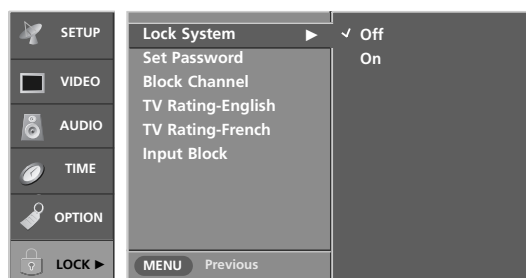 SETUP
VIDEO
AUDIO
TIME
OPTION
LOCK ►
Lock System ►
Set Password
Block Channel
TV Rating-English
TV Rating-French
Input Block
MENU Previous
✓ Off
On